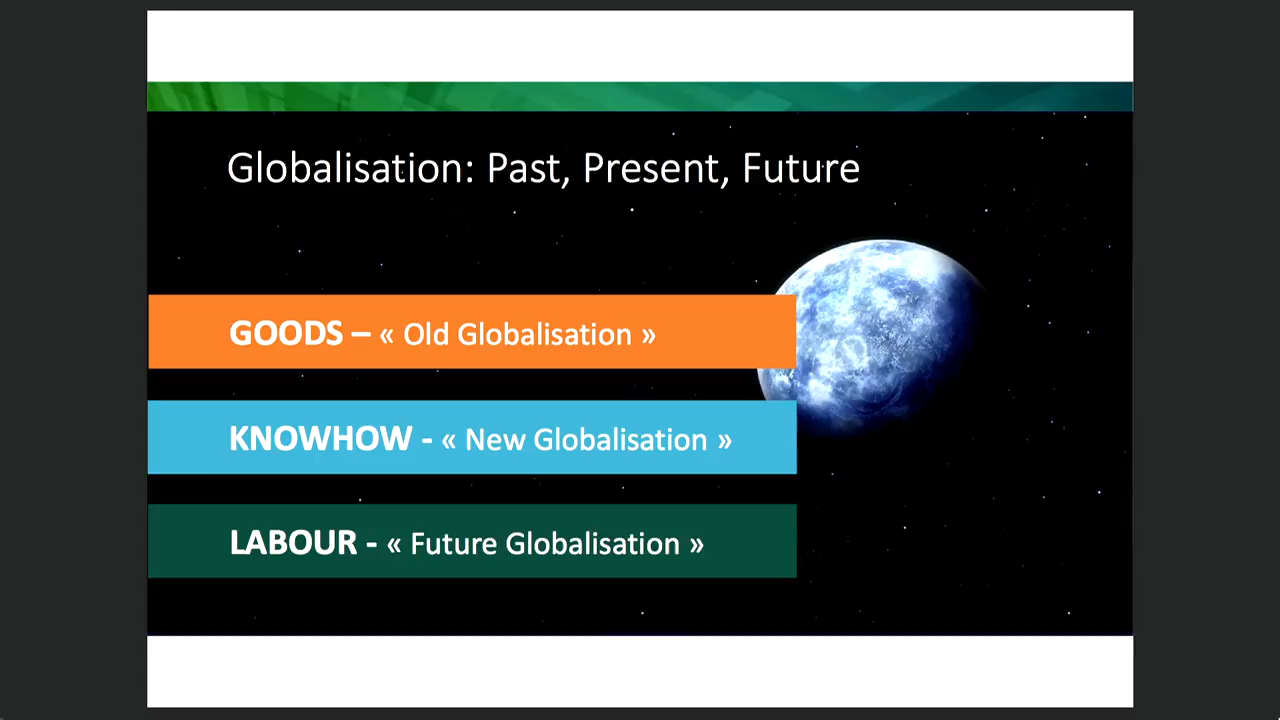 Globalisation: Past, Present, Future
GOODS – « Old Globalisation »
KNOWHOW - « New Globalisation »
LABOUR - « Future Globalisation »